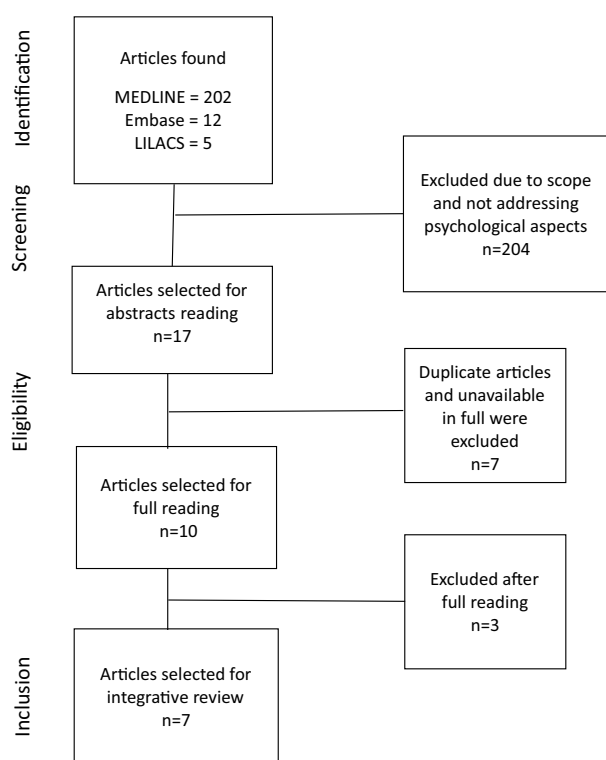 Identification
Articles found
MEDLINE = 202
Embase = 12
LILACS = 5
Screening
Excluded due to scope
and not addressing
psychological aspects
n=204
Articles selected for
abstracts reading
n=17
Eligibility
Duplicate articles
and unavailable
in full were
excluded
n=7
Articles selected for
full reading
n=10
Excluded after
full reading
n=3
Inclusion
Articles selected for
integrative review
n=7